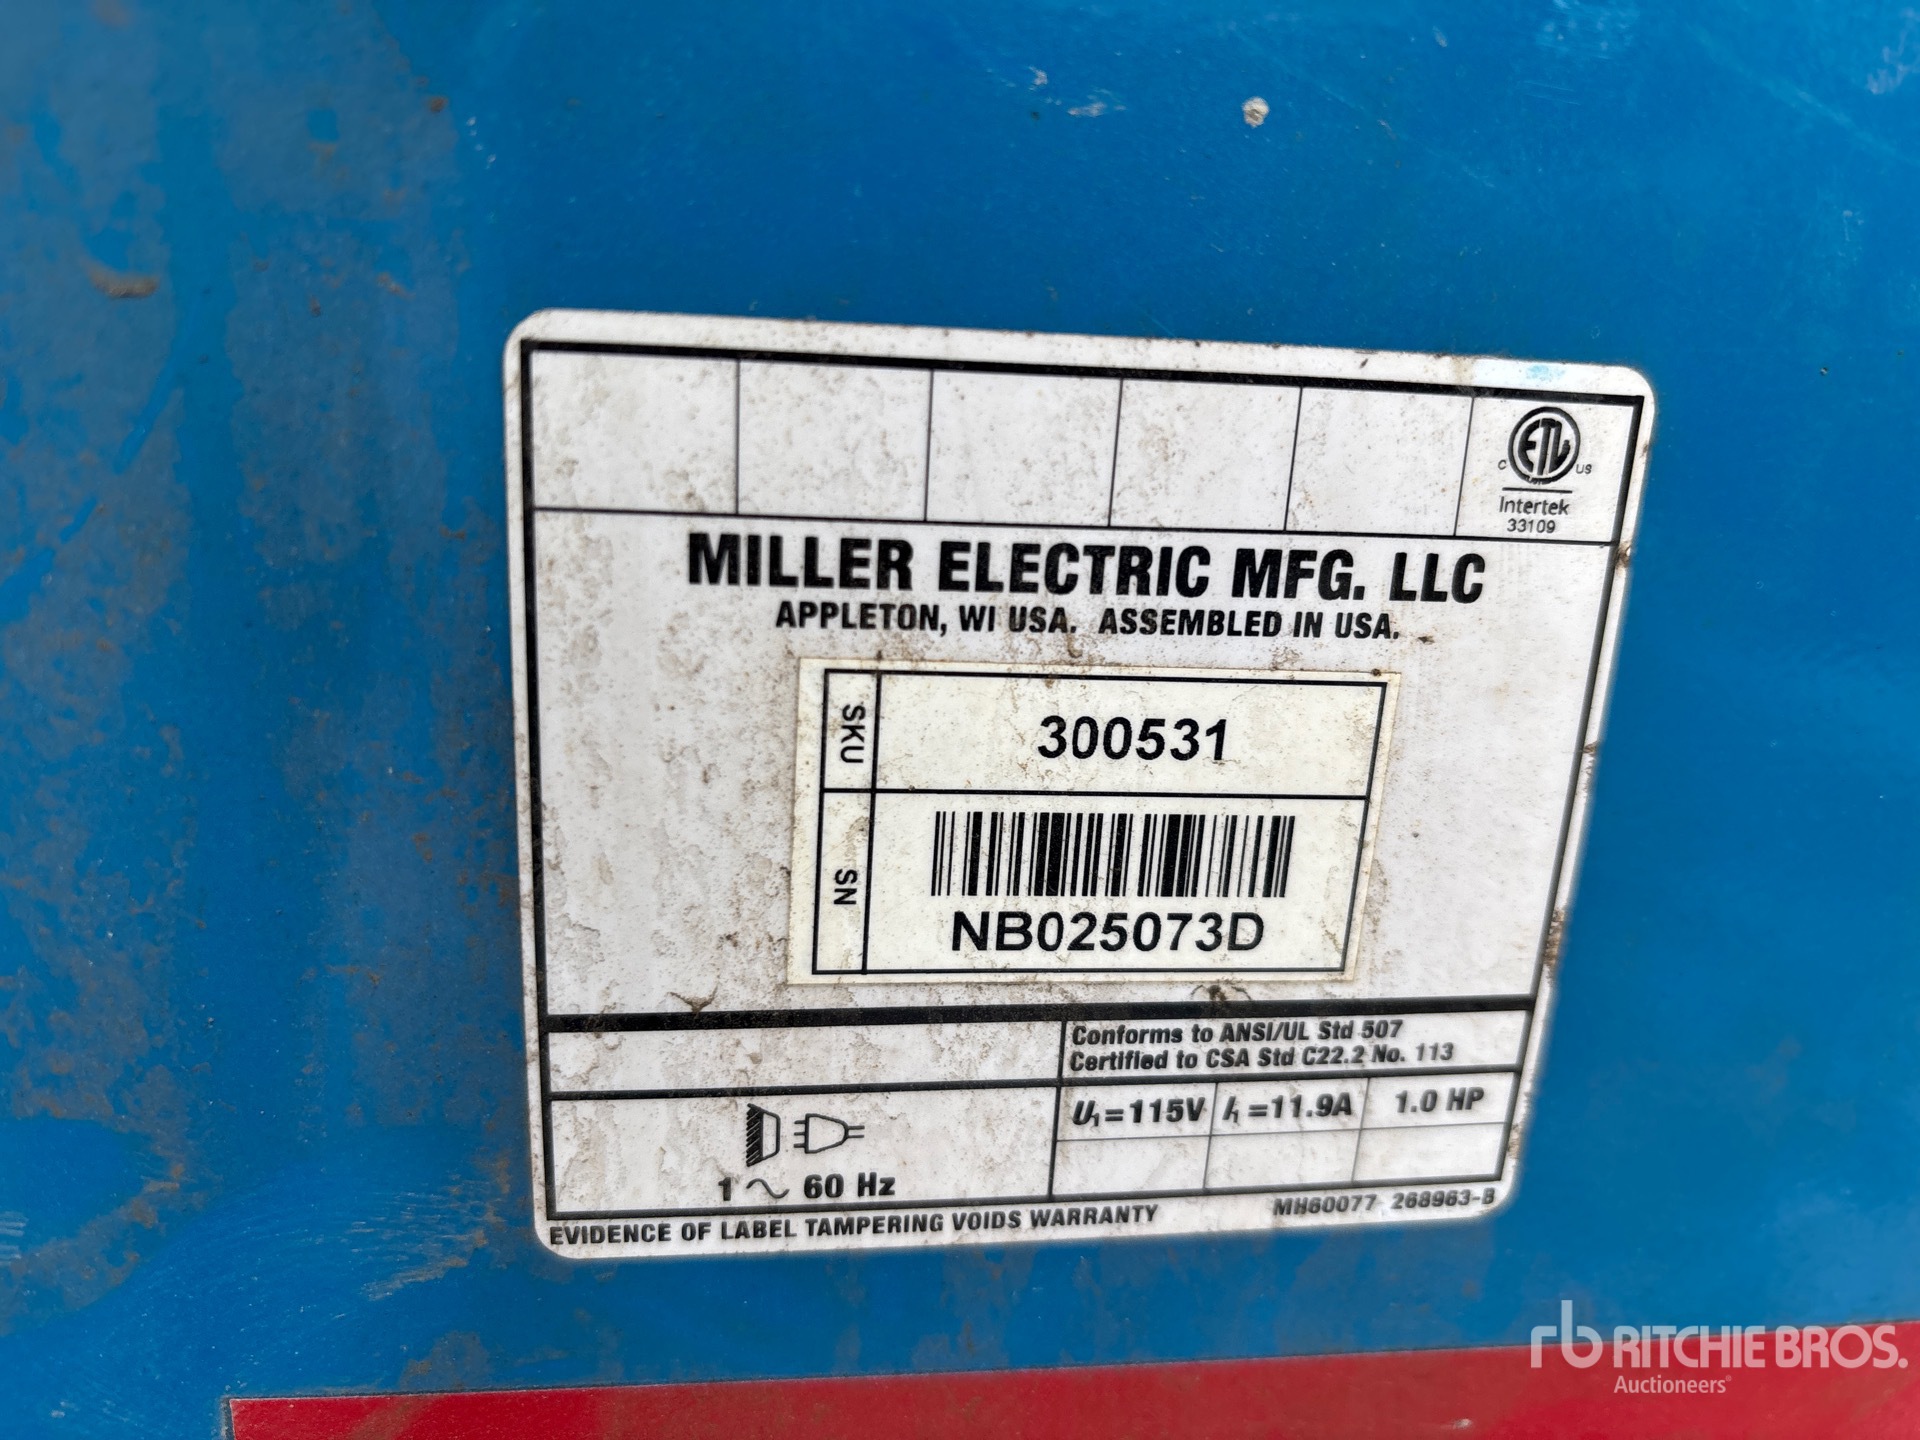 C ETL US
Intertek
33109
MILLER ELECTRIC MFG. LLC
APPLETON, WI USA. ASSEMBLED IN USA.
SKU 300531
SN NB025073D
Conforms to ANSI/UL Std 507
Certified to CSA Std C22.2 No. 113
U1=115V I1=11.9A 1.0 HP
1 ~ 60 Hz
EVIDENCE OF LABEL TAMPERING VOIDS WARRANTY
MH60077 268963-B
rb RITCHIE BROS.
Auctioneers